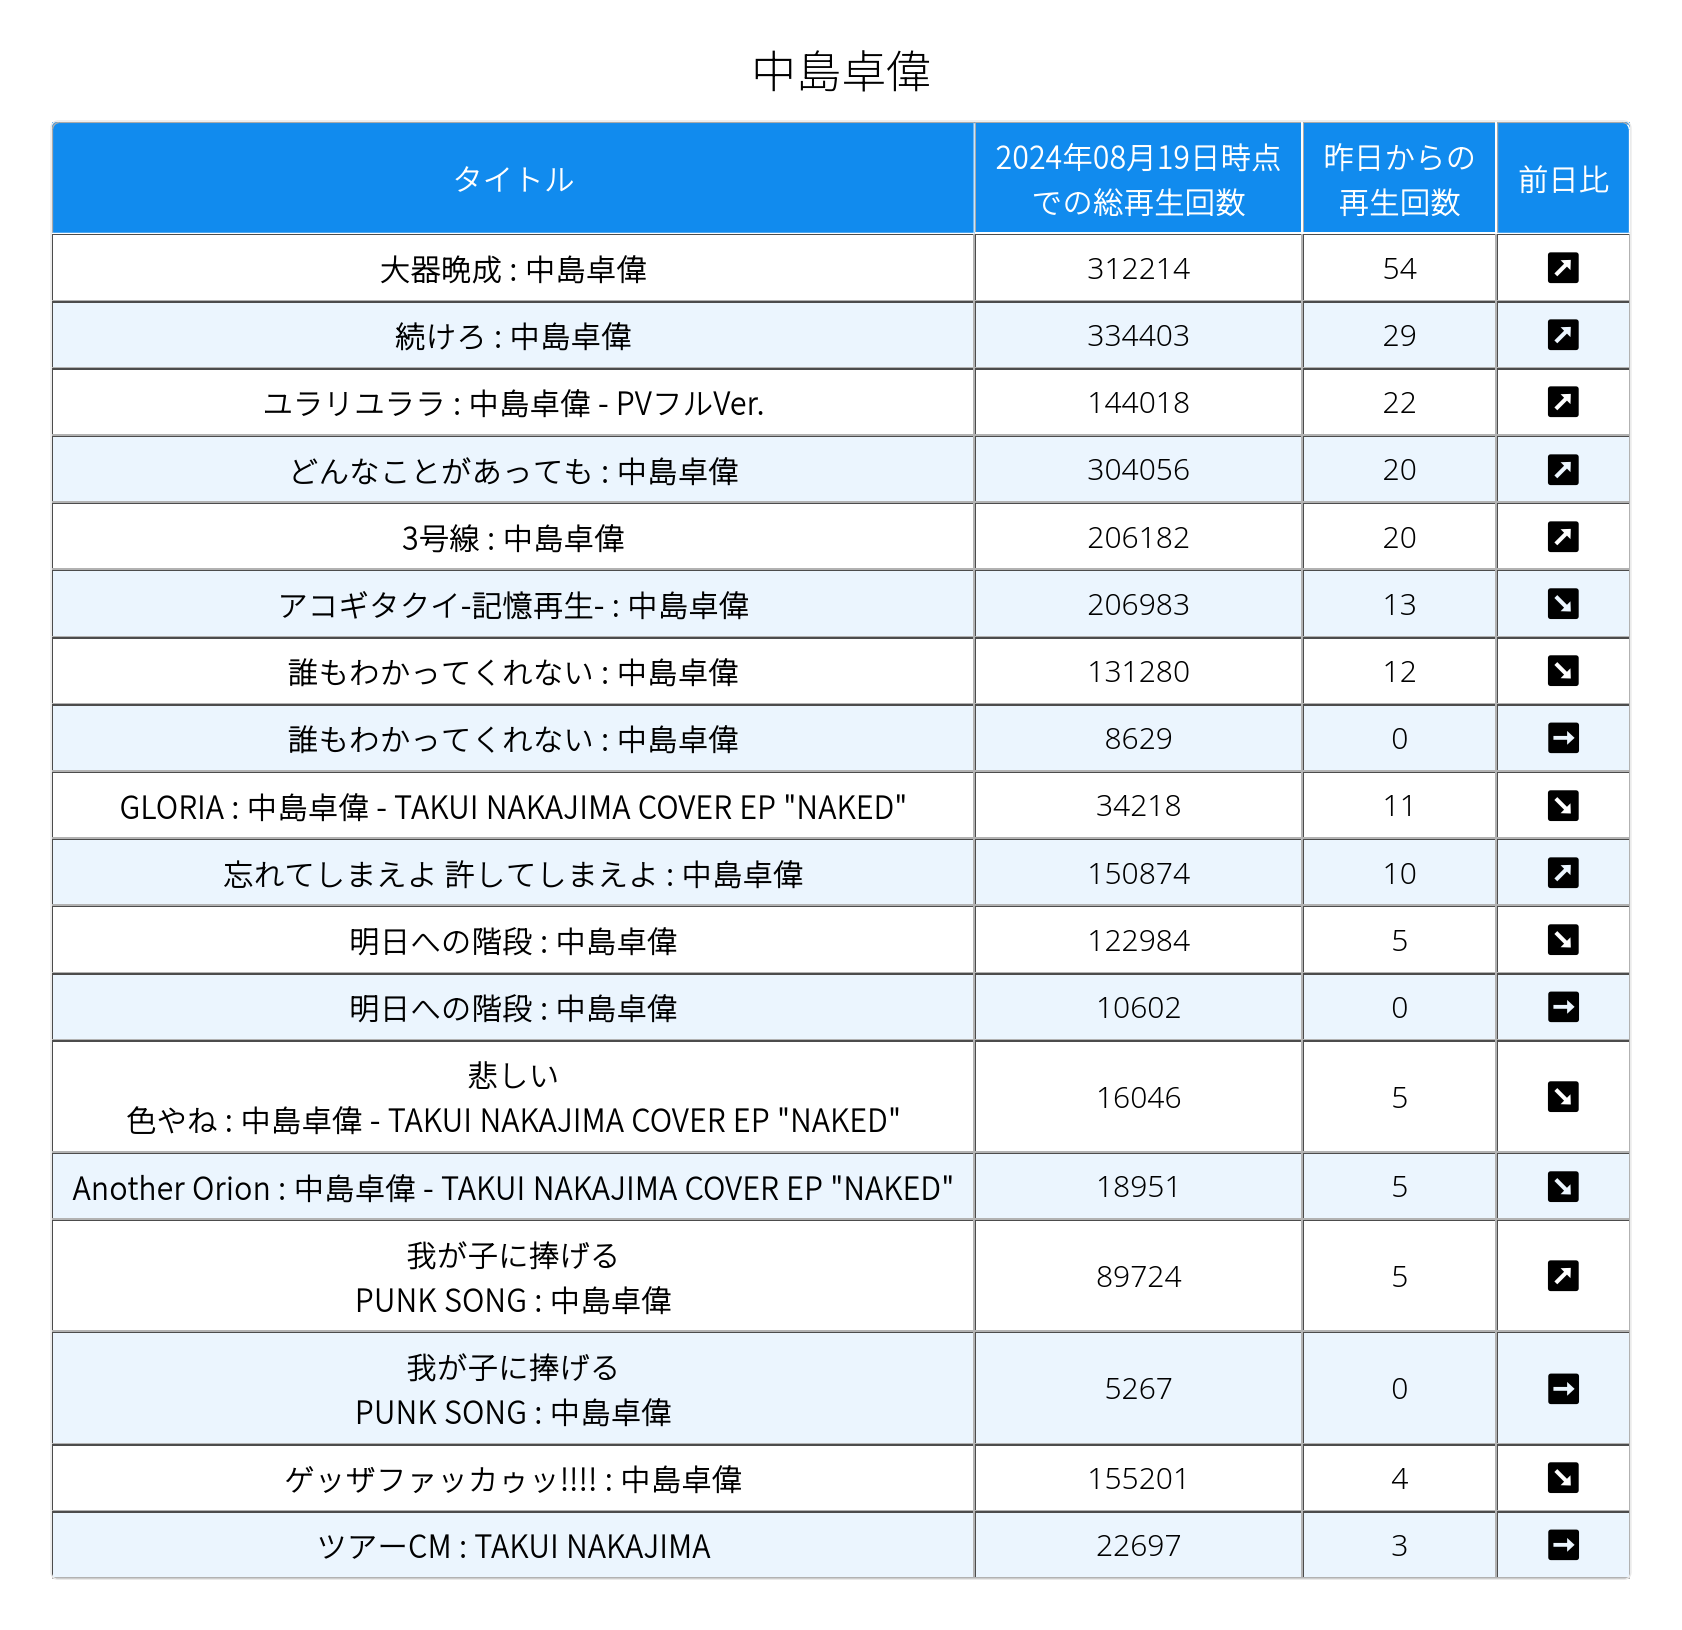 中島卓偉
タイトル
2024年08月19日時点
での総再生回数
昨日からの
再生回数
前日比
大器晩成 : 中島卓偉 312214 54
続けろ : 中島卓偉 334403 29
ユラリユララ : 中島卓偉 - PVフルVer. 144018 22
どんなことがあっても : 中島卓偉 304056 20
3号線 : 中島卓偉 206182 20
アコギタクイ-記憶再生- : 中島卓偉 206983 13
誰もわかってくれない : 中島卓偉 131280 12
誰もわかってくれない : 中島卓偉 8629 0
GLORIA : 中島卓偉 - TAKUI NAKAJIMA COVER EP "NAKED" 34218 11
忘れてしまえよ 許してしまえよ : 中島卓偉 150874 10
明日への階段 : 中島卓偉 122984 5
明日への階段 : 中島卓偉 10602 0
悲しい
色やね : 中島卓偉 - TAKUI NAKAJIMA COVER EP "NAKED" 16046 5
Another Orion : 中島卓偉 - TAKUI NAKAJIMA COVER EP "NAKED" 18951 5
我が子に捧げる
PUNK SONG : 中島卓偉 89724 5
我が子に捧げる
PUNK SONG : 中島卓偉 5267 0
ゲッザファッカゥッ!!!! : 中島卓偉 155201 4
ツアーCM : TAKUI NAKAJIMA 22697 3